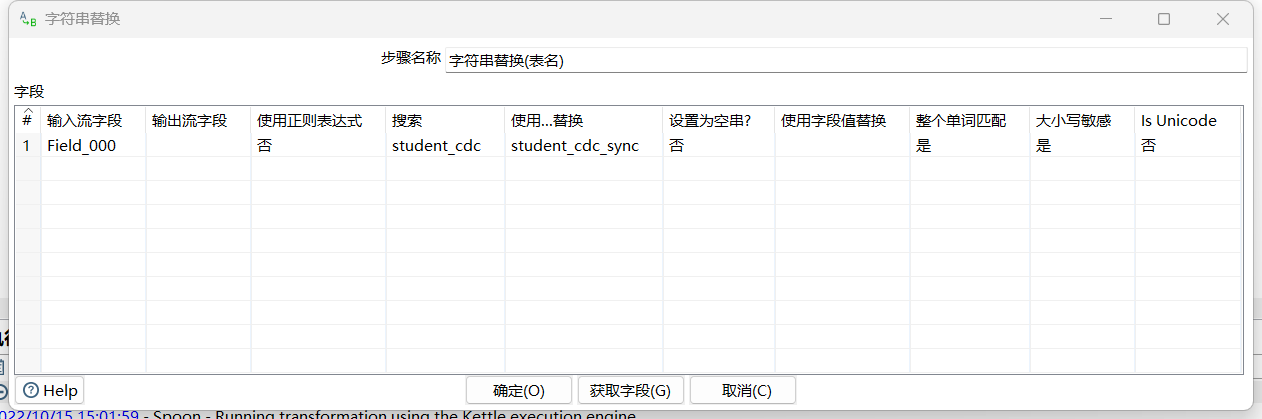 字符串替换
步骤名称 字符串替换(表名)
字段
# 输入流字段 输出流字段 使用正则表达式 搜索 使用...替换 设置为空串? 使用字段值替换 整个单词匹配 大小写敏感 Is Unicode
1 Field_000 否 student_cdc student_cdc_sync 否 是 是 否
Help 确定(O) 获取字段(G) 取消(C)
022/10/15 15:01:59 - Spoon - Running transformation using the Kettle execution engine